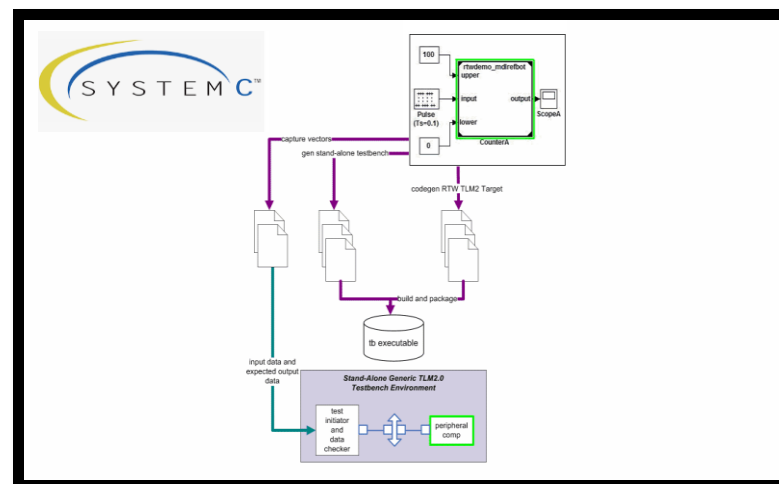 SYSTEMC™
100
rtwdemo_mdlrefbot
upper
input
output
Pulse
(Ts=0.1)
ScopeA
lower
0
CounterA
capture vectors
gen stand-alone testbench
codegen RTW TLM2 Target
build and package
tb executable
input data and
expected output
data
Stand-Alone Generic TLM2.0
Testbench Environment
test
initiator
and
data
checker
peripheral
comp